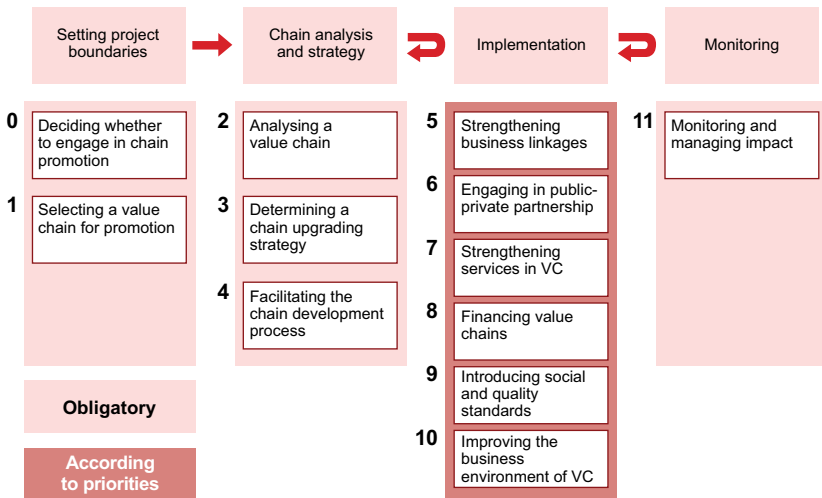 Setting project
boundaries
Chain analysis
and strategy
Implementation
Monitoring
0
Deciding whether
to engage in chain
promotion
1
Selecting a value
chain for promotion
2
Analysing a
value chain
3
Determining a
chain upgrading
strategy
4
Facilitating the
chain development
process
5
Strengthening
business linkages
6
Engaging in public-
private partnership
7
Strengthening
services in VC
8
Financing value
chains
9
Introducing social
and quality
standards
10
Improving the
business
environment of VC
11
Monitoring and
managing impact
Obligatory
According
to priorities